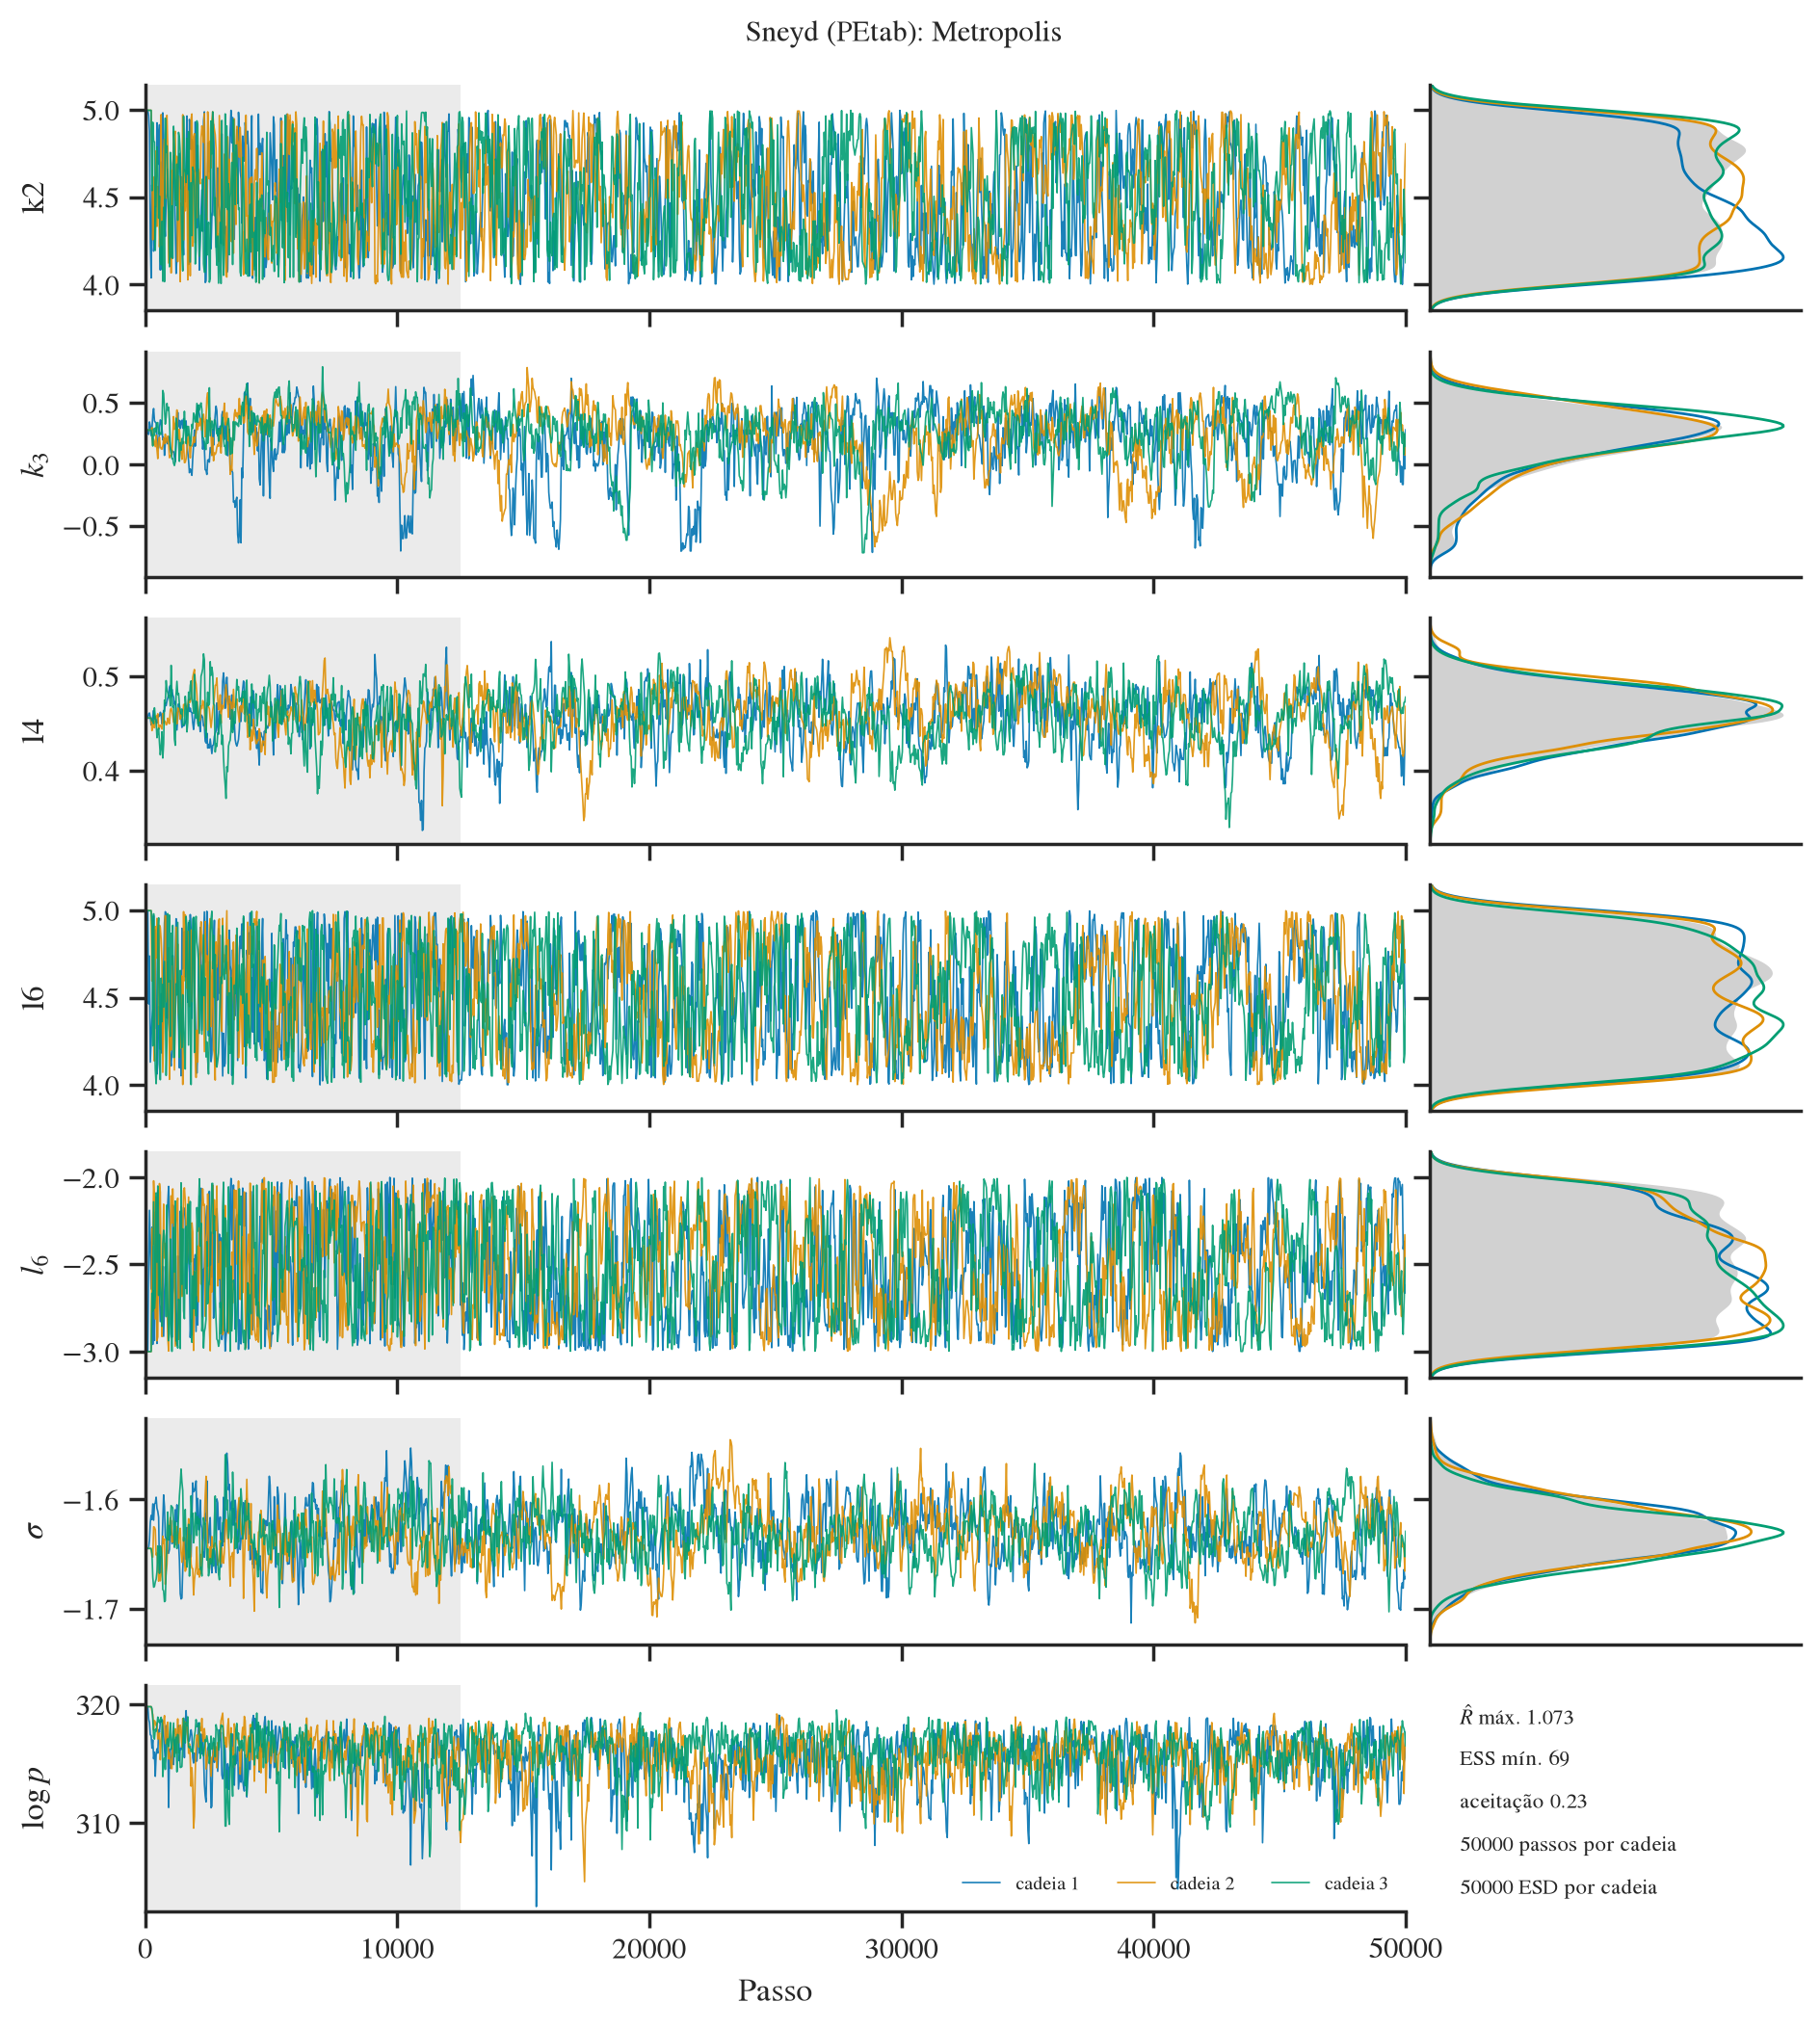 Sneyd (PEtab): Metropolis
5.0
4.5
4.0
k2
0.5
0.0
−0.5
k3
0.5
0.4
l4
5.0
4.5
4.0
l6
−2.0
−2.5
−3.0
l6
−1.6
−1.7
σ
320
310
log p
cadeia 1 cadeia 2 cadeia 3
R̂ máx. 1.073
ESS mín. 69
aceitação 0.23
50000 passos por cadeia
50000 ESD por cadeia
0 10000 20000 30000 40000 50000
Passo